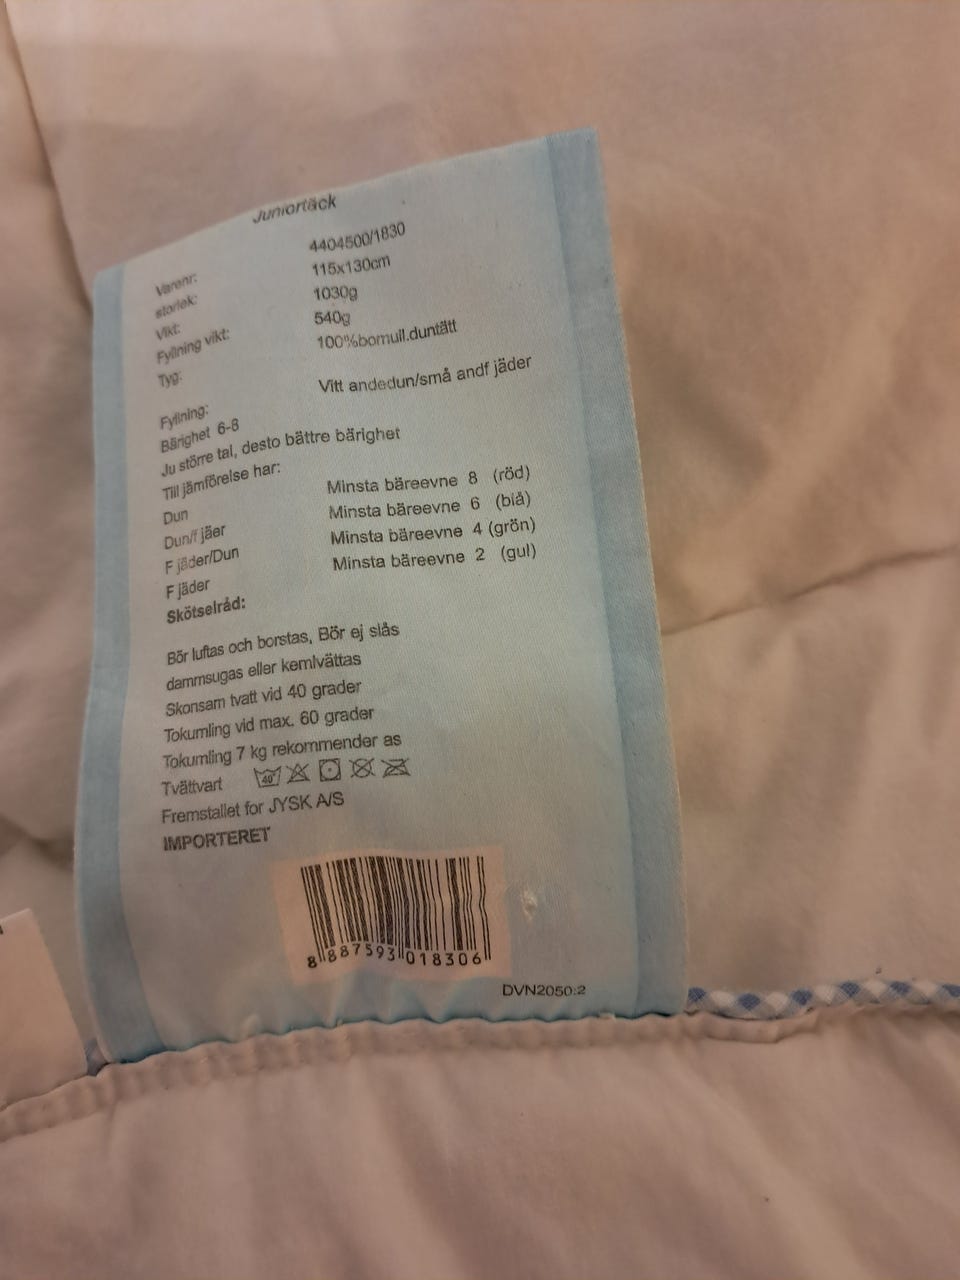 Juniortäck
Varenr: 4404500/1830
storlek: 115x130cm
Vikt: 1030g
Fyllning vikt: 540g
Tyg: 100%bomull.duntätt
Fyllning: Vitt andedun/små andf jäder
Bärighet 6-8
Ju större tal, desto bättre bärighet
Till jämförelse har:
Dun Minsta bäreevne 8 (röd)
Dun/f jäer Minsta bäreevne 6 (blå)
F jäder/Dun Minsta bäreevne 4 (grön)
F jäder Minsta bäreevne 2 (gul)
Skötselråd:
Bör luftas och borstas, Bör ej slås
dammsugas eller kemlvättas
Skonsam tvatt vid 40 grader
Tokumling vid max. 60 grader
Tokumling 7 kg rekommender as
Tvättvart 40°
Fremstallet for JYSK A/S
IMPORTERET
8 887593 018306
DVN2050:2